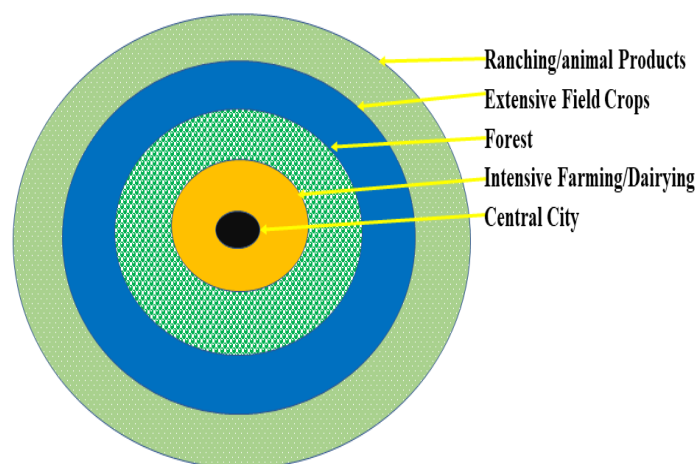 Ranching/animal Products
Extensive Field Crops
Forest
Intensive Farming/Dairying
Central City